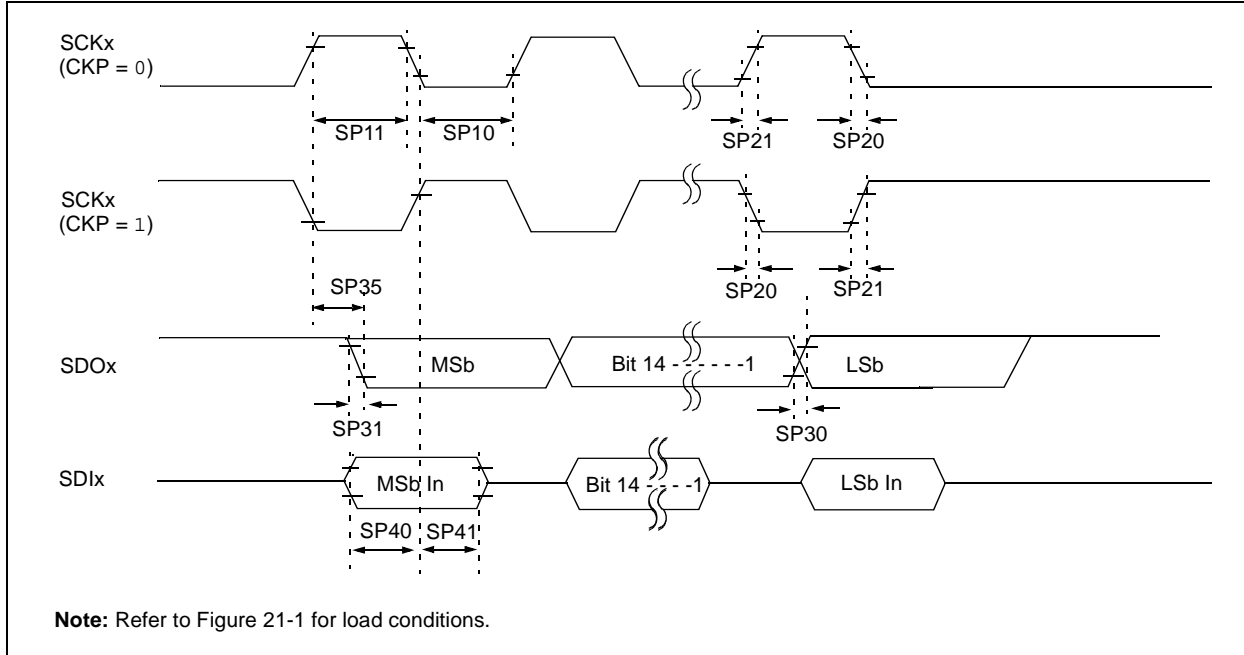 SCKx
(CKP = 0)
SP11
SP10
SP21
SP20
SCKx
(CKP = 1)
SP35
SP20
SP21
SDOx
MSb
Bit 14 - - - - - -1
LSb
SP31
SP30
SDIx
MSb In
Bit 14 - - - -1
LSb In
SP40
SP41
Note: Refer to Figure 21-1 for load conditions.